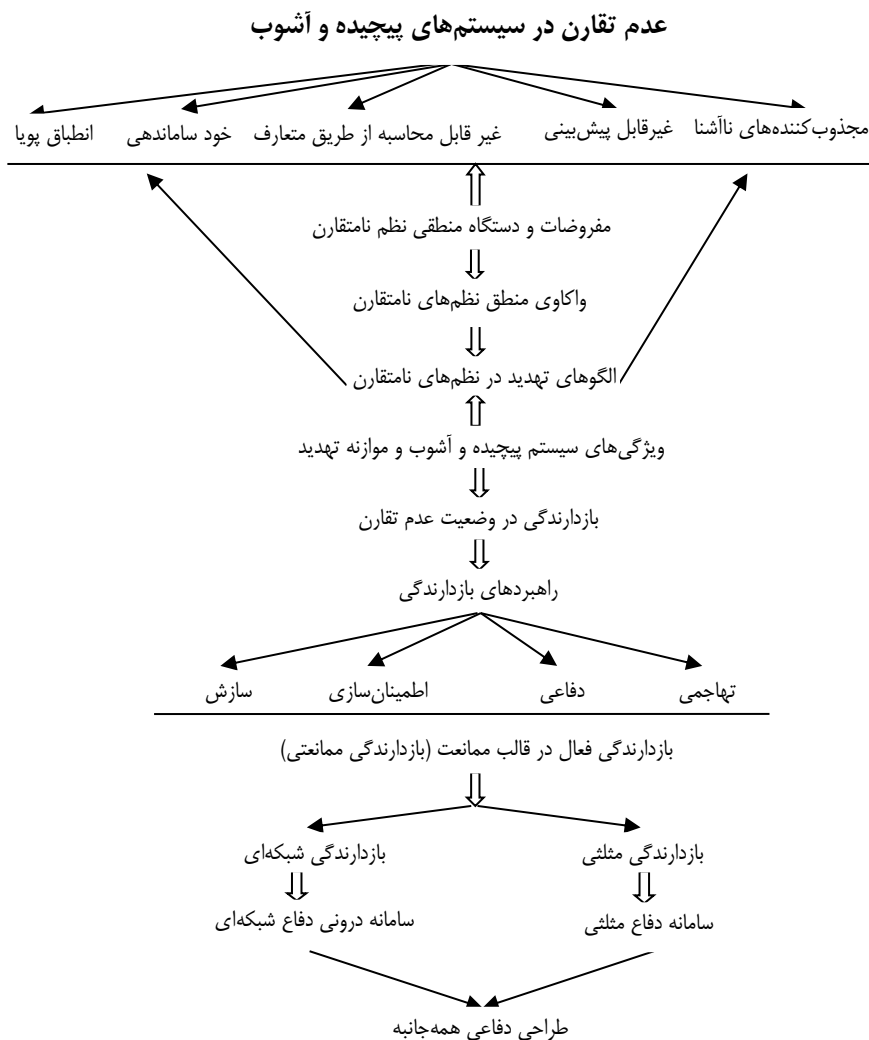 عدم تقارن در سیستم‌های پیچیده و آشوب
مجذوب‌کننده‌های ناآشنا غیرقابل پیش‌بینی غیر قابل محاسبه از طریق متعارف خود ساماندهی انطباق پویا
مفروضات و دستگاه منطقی نظم نامتقارن
واکاوی منطق نظم‌های نامتقارن
الگوهای تهدید در نظم‌های نامتقارن
ویژگی‌های سیستم پیچیده و آشوب و موازنه تهدید
بازدارندگی در وضعیت عدم تقارن
راهبردهای بازدارندگی
تهاجمی دفاعی اطمینان‌سازی سازش
بازدارندگی فعال در قالب ممانعت (بازدارندگی ممانعتی)
بازدارندگی مثلثی بازدارندگی شبکه‌ای
سامانه دفاع مثلثی سامانه درونی دفاع شبکه‌ای
طراحی دفاعی همه‌جانبه